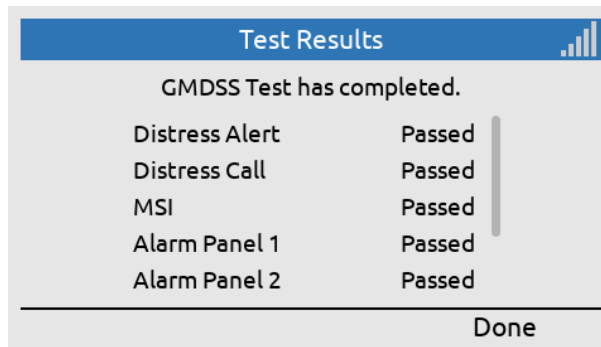 Test Results
GMDSS Test has completed.
Distress Alert Passed
Distress Call Passed
MSI Passed
Alarm Panel 1 Passed
Alarm Panel 2 Passed
Done